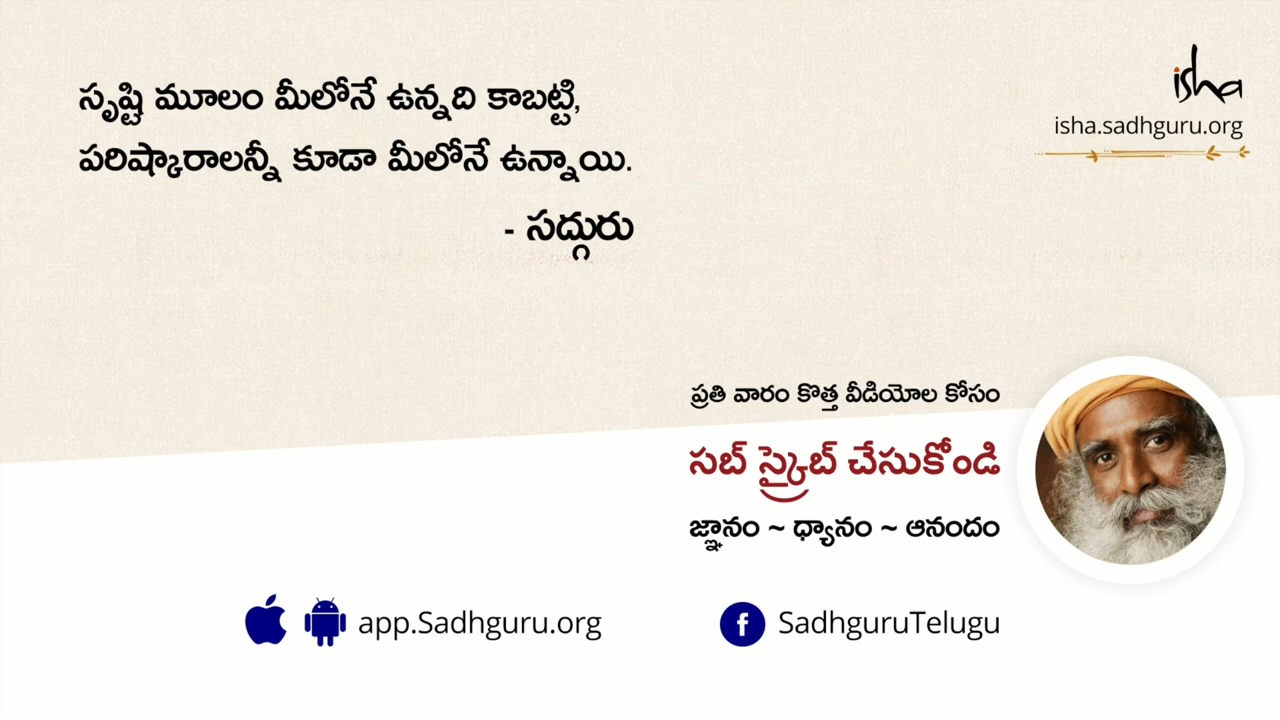 సృష్టి మూలం మీలోనే ఉన్నది కాబట్టి,
పరిష్కారాలన్నీ కూడా మీలోనే ఉన్నాయి.
- సద్గురు
isha
isha.sadhguru.org
ప్రతి వారం కొత్త వీడియోల కోసం
సబ్ స్క్రైబ్ చేసుకోండి
జ్ఞానం ~ ధ్యానం ~ ఆనందం
app.Sadhguru.org
SadhguruTelugu